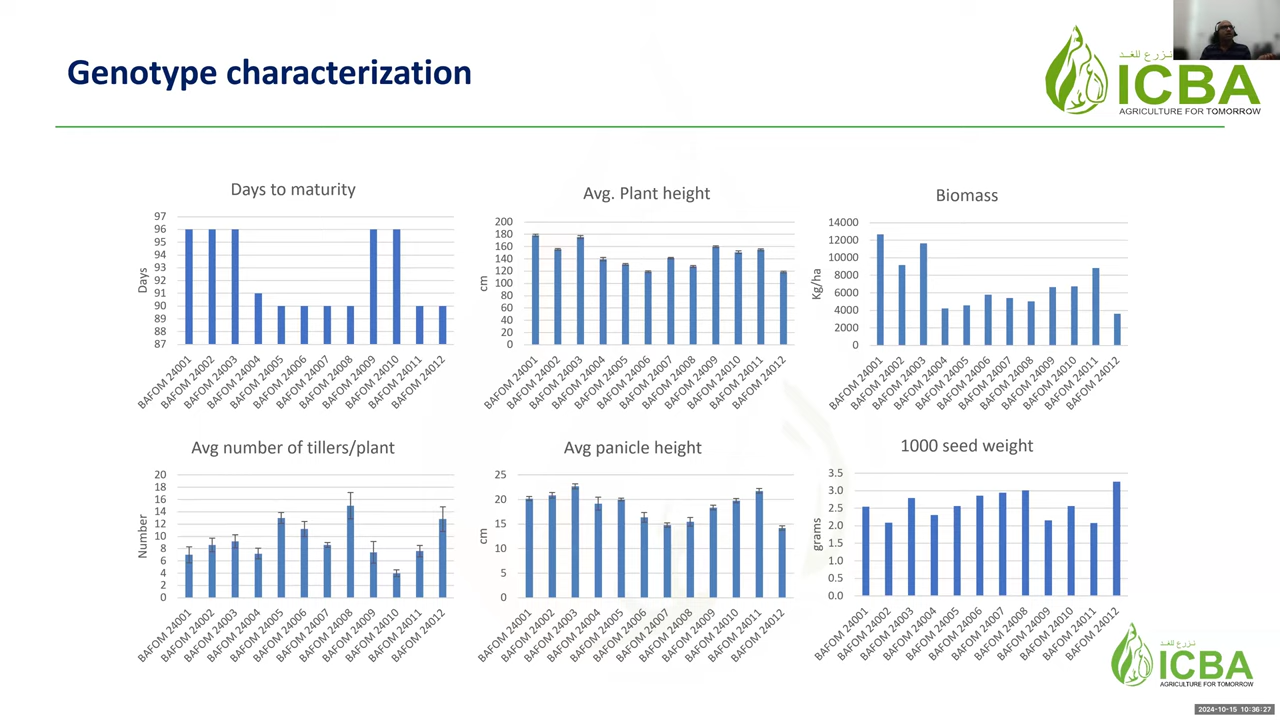 Genotype characterization
نزرع للغد
ICBA
AGRICULTURE FOR TOMORROW
Days to maturity
97
96
95
94
93
92
91
90
89
88
87
Days
BAFOM 24001
BAFOM 24002
BAFOM 24003
BAFOM 24004
BAFOM 24005
BAFOM 24006
BAFOM 24007
BAFOM 24008
BAFOM 24009
BAFOM 24010
BAFOM 24011
BAFOM 24012
Avg. Plant height
200
180
160
140
120
100
80
60
40
20
0
cm
BAFOM 24001
BAFOM 24002
BAFOM 24003
BAFOM 24004
BAFOM 24005
BAFOM 24006
BAFOM 24007
BAFOM 24008
BAFOM 24009
BAFOM 24010
BAFOM 24011
BAFOM 24012
Biomass
14000
12000
10000
8000
6000
4000
2000
0
Kg/ha
BAFOM 24001
BAFOM 24002
BAFOM 24003
BAFOM 24004
BAFOM 24005
BAFOM 24006
BAFOM 24007
BAFOM 24008
BAFOM 24009
BAFOM 24010
BAFOM 24011
BAFOM 24012
Avg number of tillers/plant
20
18
16
14
12
10
8
6
4
2
0
Number
BAFOM 24001
BAFOM 24002
BAFOM 24003
BAFOM 24004
BAFOM 24005
BAFOM 24006
BAFOM 24007
BAFOM 24008
BAFOM 24009
BAFOM 24010
BAFOM 24011
BAFOM 24012
Avg panicle height
25
20
15
10
5
0
cm
BAFOM 24001
BAFOM 24002
BAFOM 24003
BAFOM 24004
BAFOM 24005
BAFOM 24006
BAFOM 24007
BAFOM 24008
BAFOM 24009
BAFOM 24010
BAFOM 24011
BAFOM 24012
1000 seed weight
3.5
3.0
2.5
2.0
1.5
1.0
0.5
0.0
grams
BAFOM 24001
BAFOM 24002
BAFOM 24003
BAFOM 24004
BAFOM 24005
BAFOM 24006
BAFOM 24007
BAFOM 24008
BAFOM 24009
BAFOM 24010
BAFOM 24011
BAFOM 24012
نزرع للغد
ICBA
AGRICULTURE FOR TOMORROW
2024-10-15 10:36:27